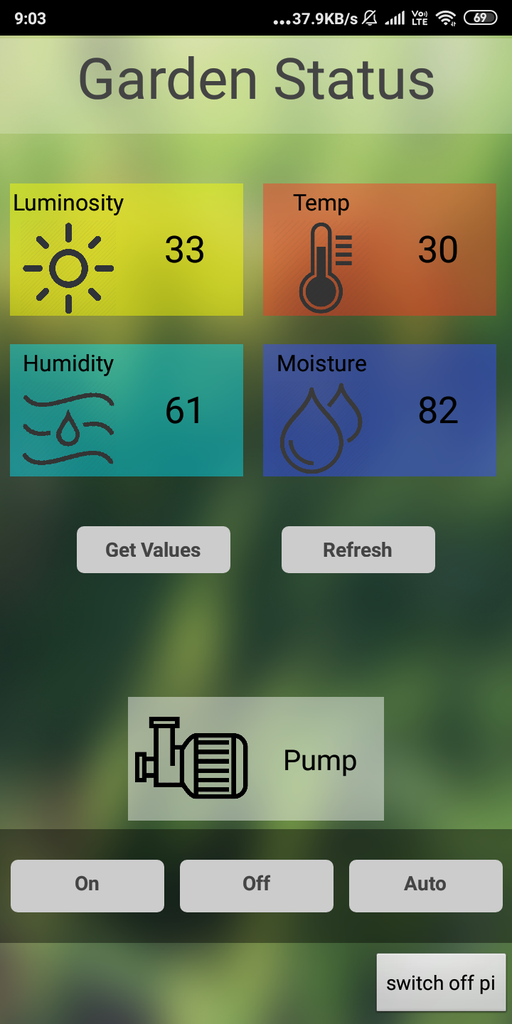 9:03 ...37.9KB/s Vo) LTE 69
Garden Status
Luminosity Temp
33 30
Humidity Moisture
61 82
Get Values Refresh
Pump
On Off Auto
switch off pi